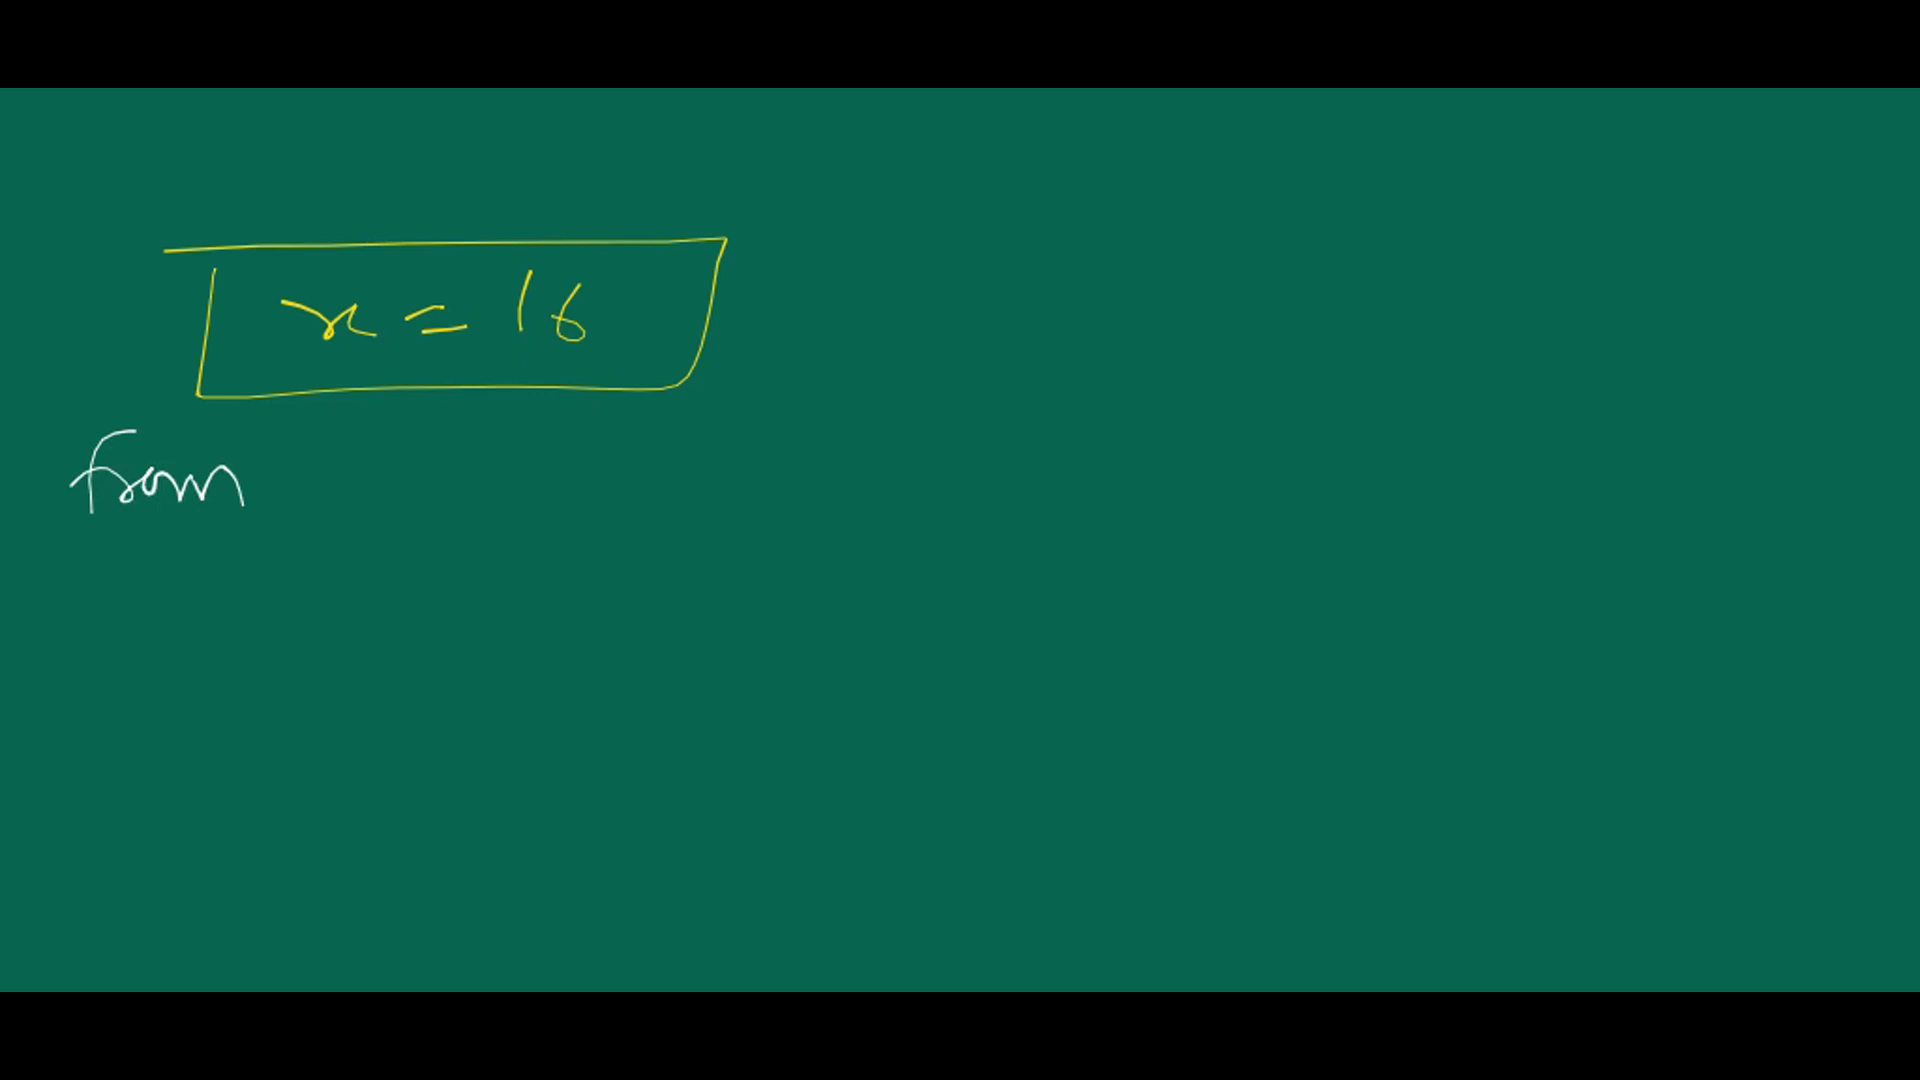 x = 16
from